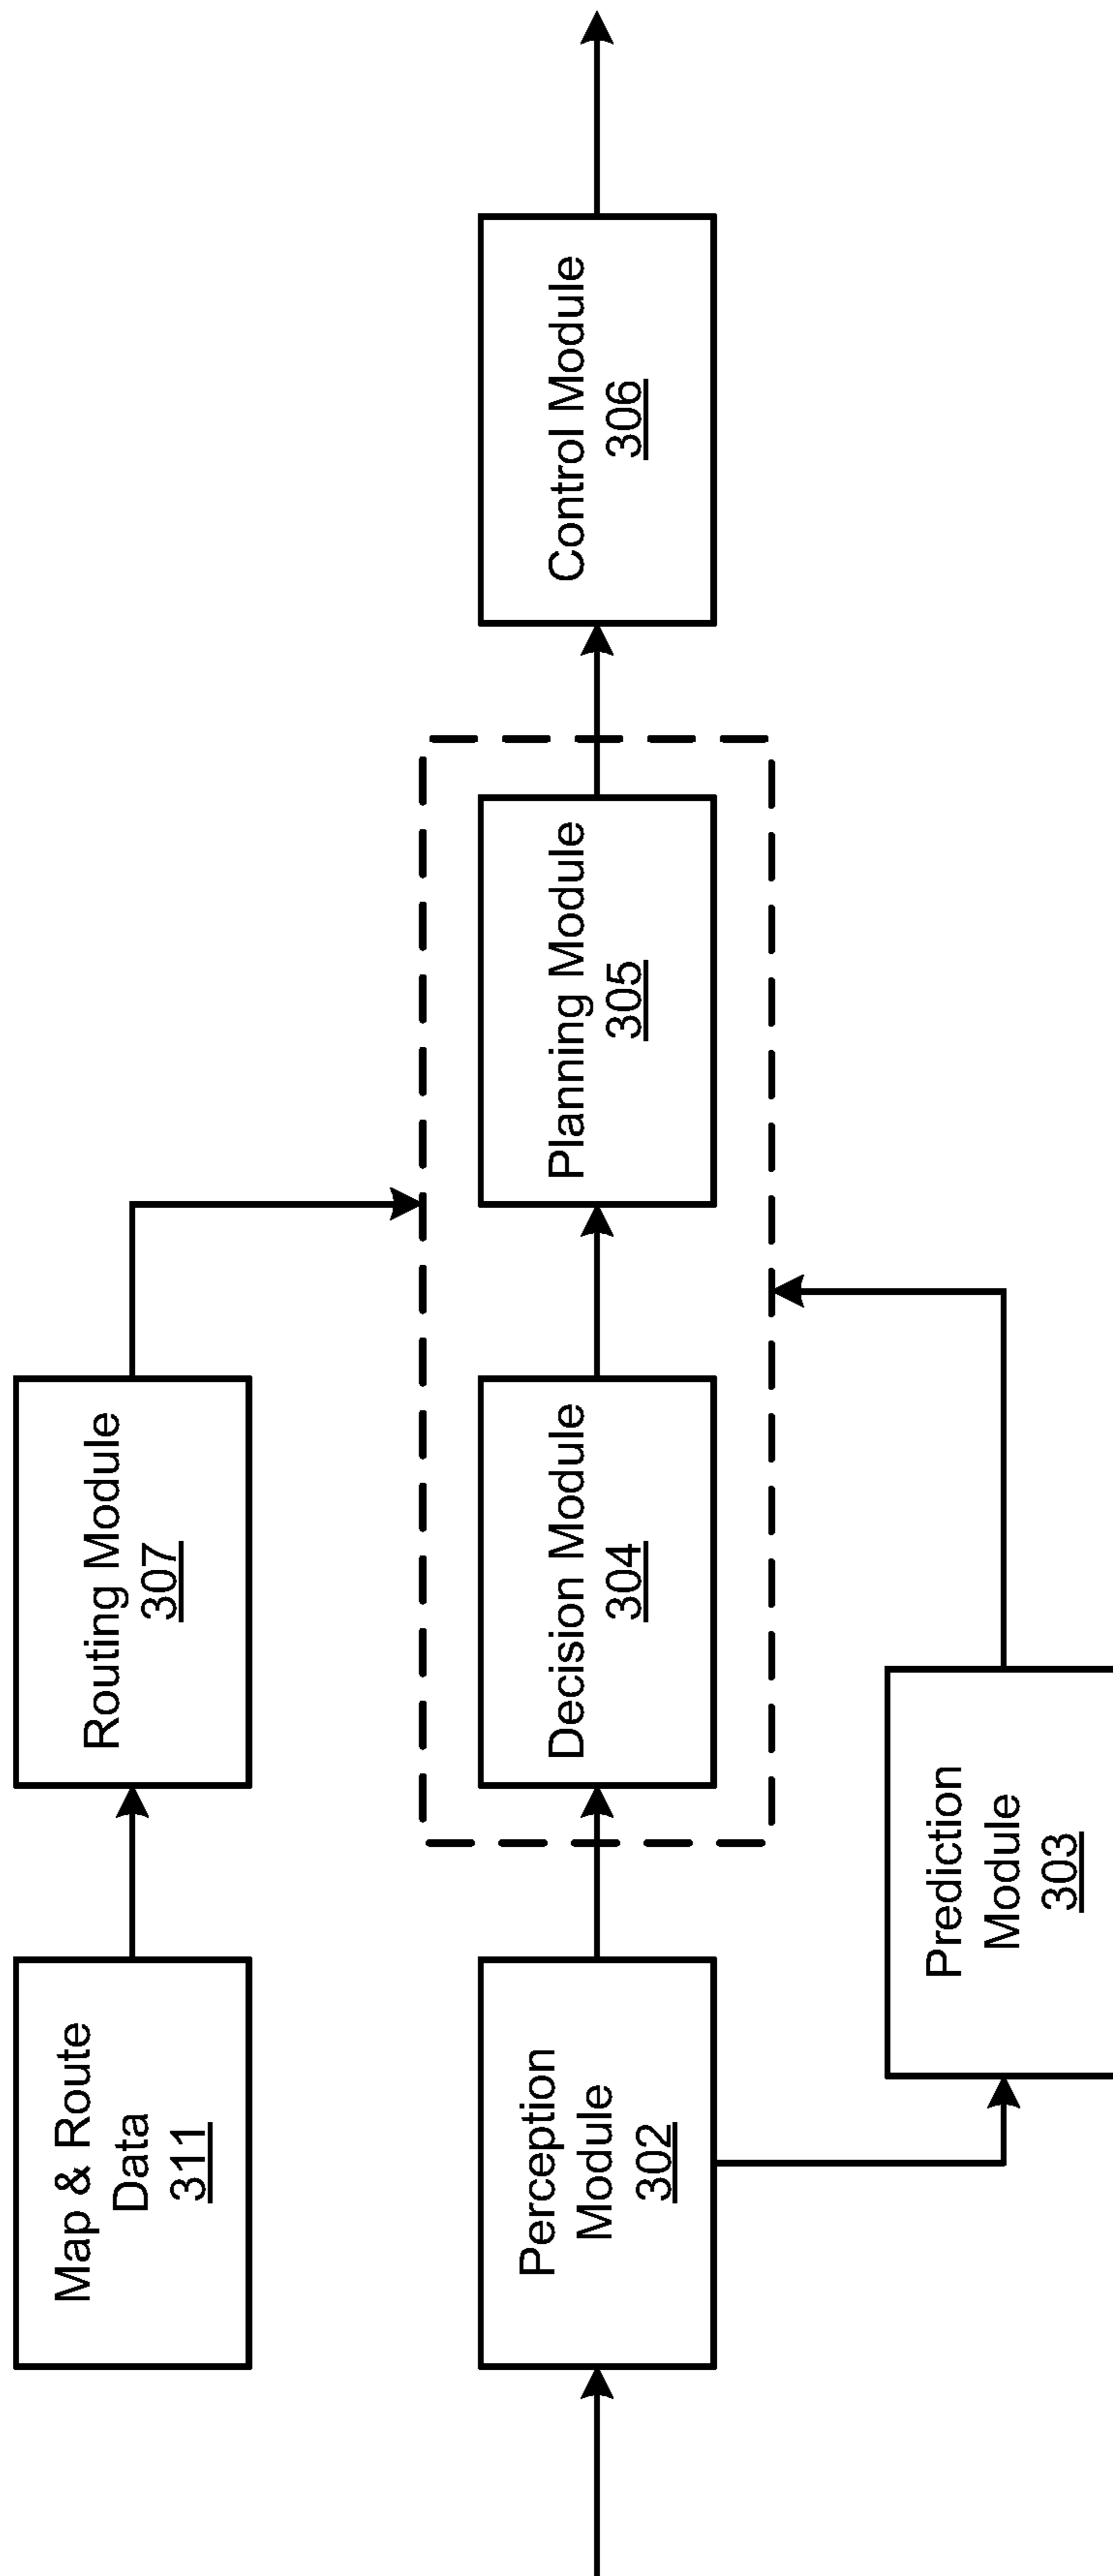 Map & Route
Data
311
Routing Module
307
Perception
Module
302
Decision Module
304
Planning Module
305
Control Module
306
Prediction
Module
303